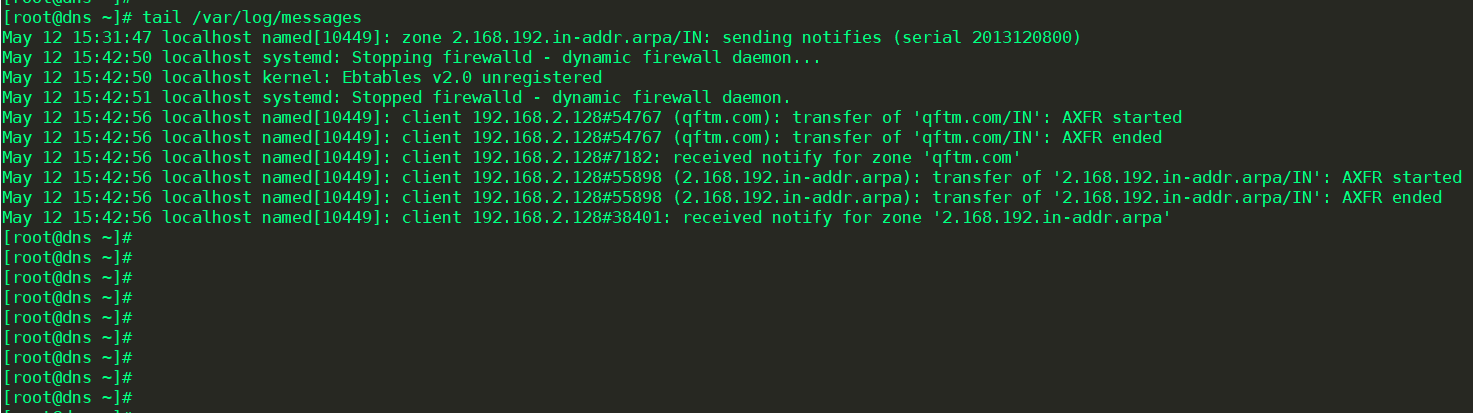 [root@dns ~]# tail /var/log/messages
May 12 15:31:47 localhost named[10449]: zone 2.168.192.in-addr.arpa/IN: sending notifies (serial 2013120800)
May 12 15:42:50 localhost systemd: Stopping firewalld - dynamic firewall daemon...
May 12 15:42:50 localhost kernel: Ebtables v2.0 unregistered
May 12 15:42:51 localhost systemd: Stopped firewalld - dynamic firewall daemon.
May 12 15:42:56 localhost named[10449]: client 192.168.2.128#54767 (qftm.com): transfer of 'qftm.com/IN': AXFR started
May 12 15:42:56 localhost named[10449]: client 192.168.2.128#54767 (qftm.com): transfer of 'qftm.com/IN': AXFR ended
May 12 15:42:56 localhost named[10449]: client 192.168.2.128#7182: received notify for zone 'qftm.com'
May 12 15:42:56 localhost named[10449]: client 192.168.2.128#55898 (2.168.192.in-addr.arpa): transfer of '2.168.192.in-addr.arpa/IN': AXFR started
May 12 15:42:56 localhost named[10449]: client 192.168.2.128#55898 (2.168.192.in-addr.arpa): transfer of '2.168.192.in-addr.arpa/IN': AXFR ended
May 12 15:42:56 localhost named[10449]: client 192.168.2.128#38401: received notify for zone '2.168.192.in-addr.arpa'
[root@dns ~]#
[root@dns ~]#
[root@dns ~]#
[root@dns ~]#
[root@dns ~]#
[root@dns ~]#
[root@dns ~]#
[root@dns ~]#
[root@dns ~]#